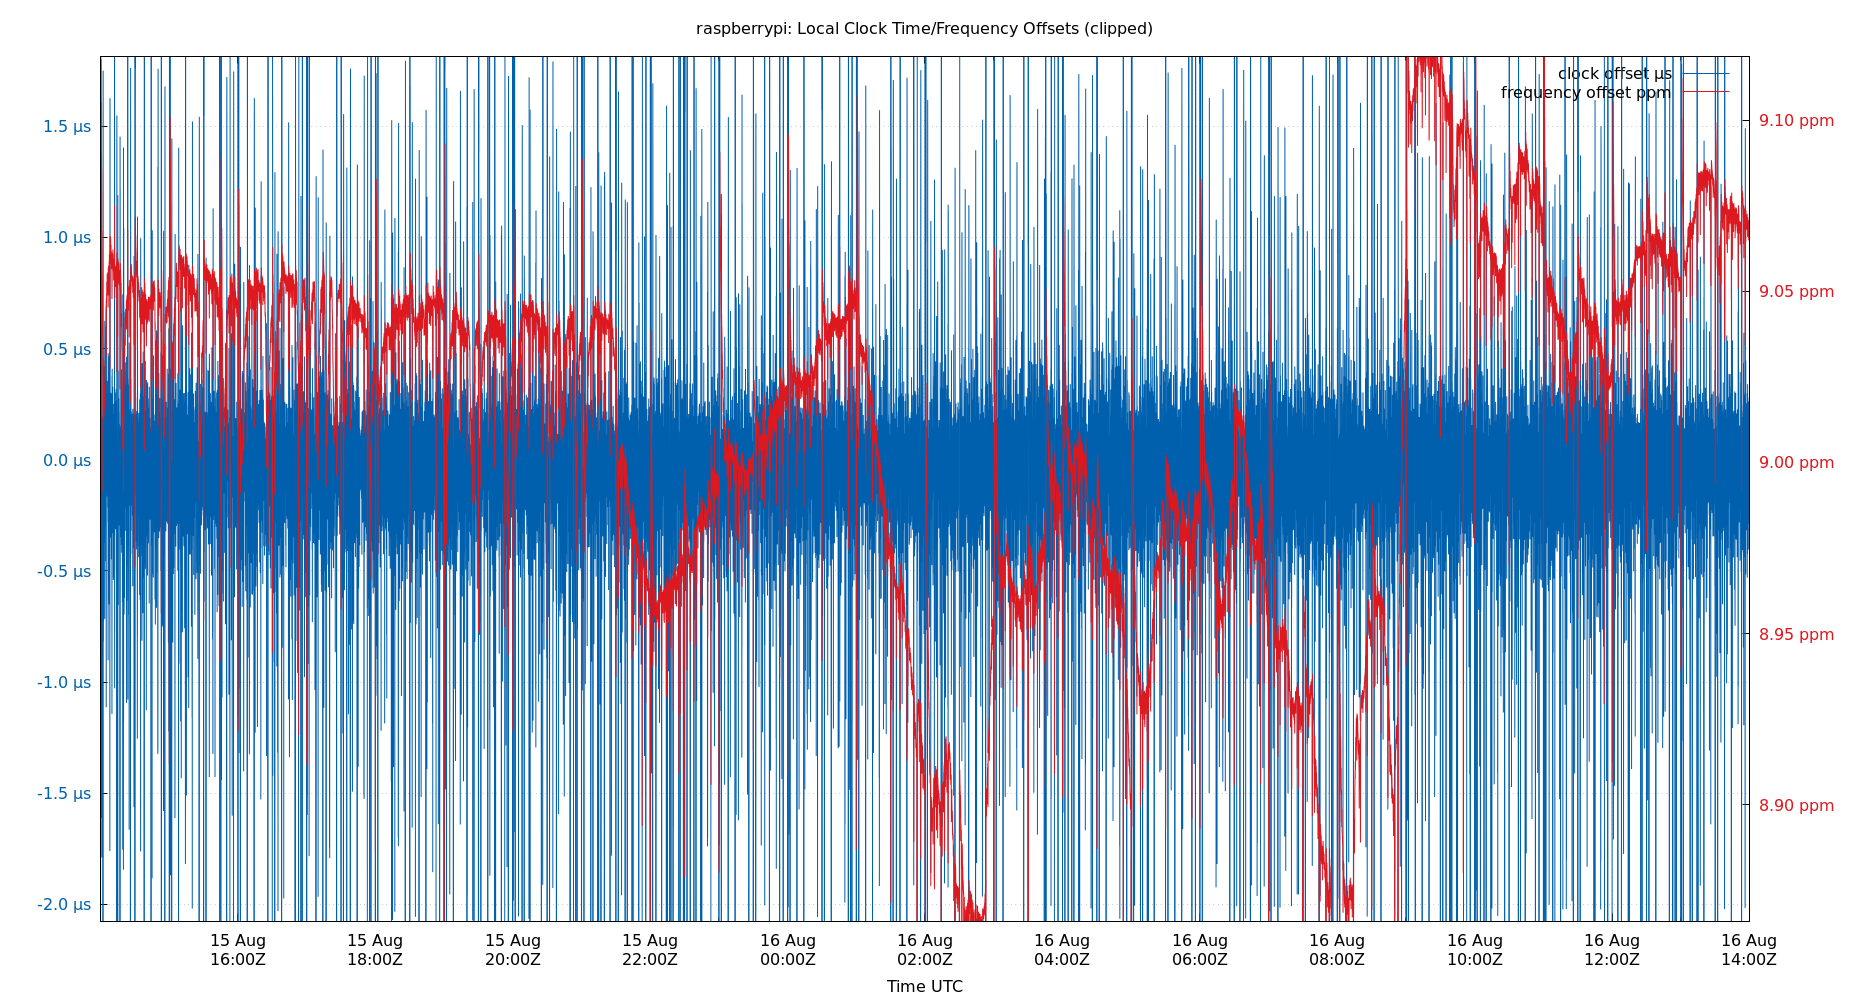 raspberrypi: Local Clock Time/Frequency Offsets (clipped)
clock offset µs
frequency offset ppm
1.5 µs
1.0 µs
0.5 µs
0.0 µs
-0.5 µs
-1.0 µs
-1.5 µs
-2.0 µs
9.10 ppm
9.05 ppm
9.00 ppm
8.95 ppm
8.90 ppm
15 Aug
16:00Z
15 Aug
18:00Z
15 Aug
20:00Z
15 Aug
22:00Z
16 Aug
00:00Z
16 Aug
02:00Z
16 Aug
04:00Z
16 Aug
06:00Z
16 Aug
08:00Z
16 Aug
10:00Z
16 Aug
12:00Z
16 Aug
14:00Z
Time UTC